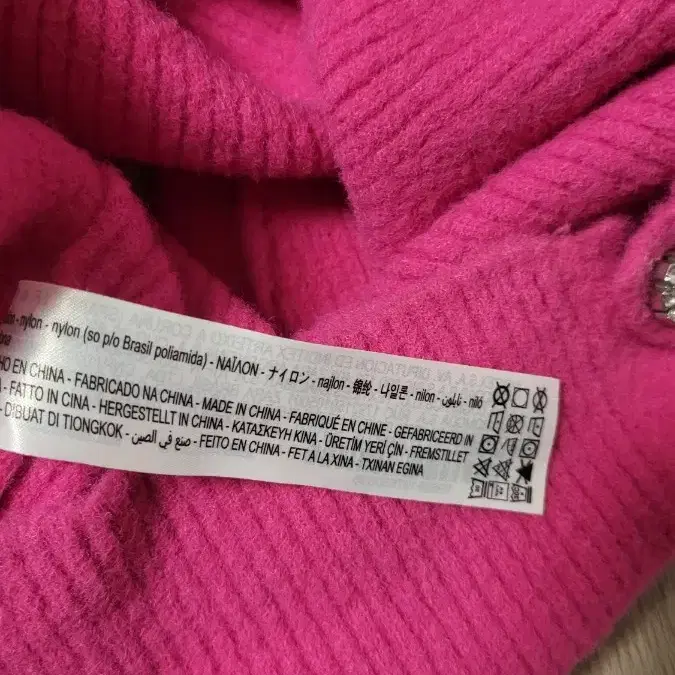 nylon - nylon (so p/o Brasil poliamida) - ΝΑΪΛΟΝ - ナイロン - najlon - 錦綸 - 나일론 - nilon - نايلون - niló
HO EN CHINA - FABRICADO NA CHINA - MADE IN CHINA - FABRIQUÉ EN CHINE - GEFABRICEERD IN
- FATTO IN CINA - HERGESTELLT IN CHINA - ΚΑΤΑΣΚΕΥΗ ΚΙΝΑ - ÜRETİM YERİ ÇİN - FREMSTILLET
- DIBUAT DI TIONGKOK - صنع في الصين - FEITO EN CHINA - FET A LA XINA - TXINAN EGINA